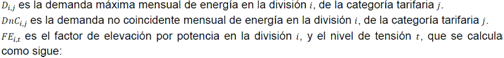 D_{i,j} es la demanda máxima mensual de energía en la división i, de la categoría tarifaria j.
DnC_{i,j} es la demanda no coincidente mensual de energía en la división i, de la categoría tarifaria j.
FE_{i,t} es el factor de elevación por potencia en la división i, y el nivel de tensión t, que se calcula
como sigue: